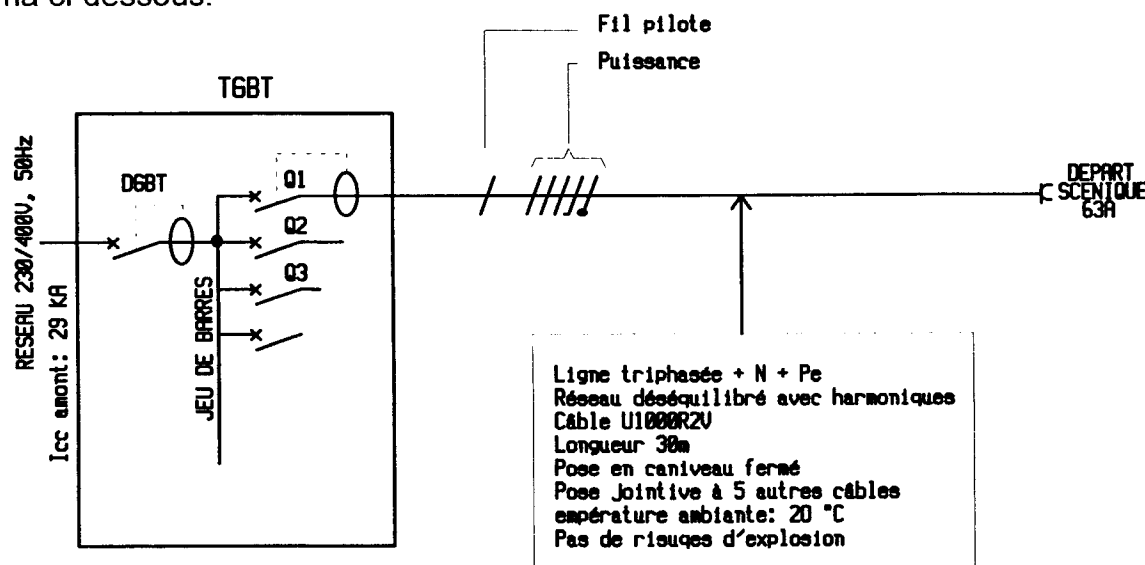 ci-dessous.
Fil pilote
Puissance
TGBT
RESEAU 230/400V, 50Hz
Icc amont: 29 KA
DGBT
Q1
Q2
Q3
JEU DE BARRES
DEPART
SCENIQUE
63A
Ligne triphasée + N + Pe
Réseau déséquilibré avec harmoniques
Câble U1000R2V
Longueur 30m
Pose en caniveau fermé
Pose jointive à 5 autres câbles
empérature ambiante: 20 °C
Pas de risuqes d'explosion